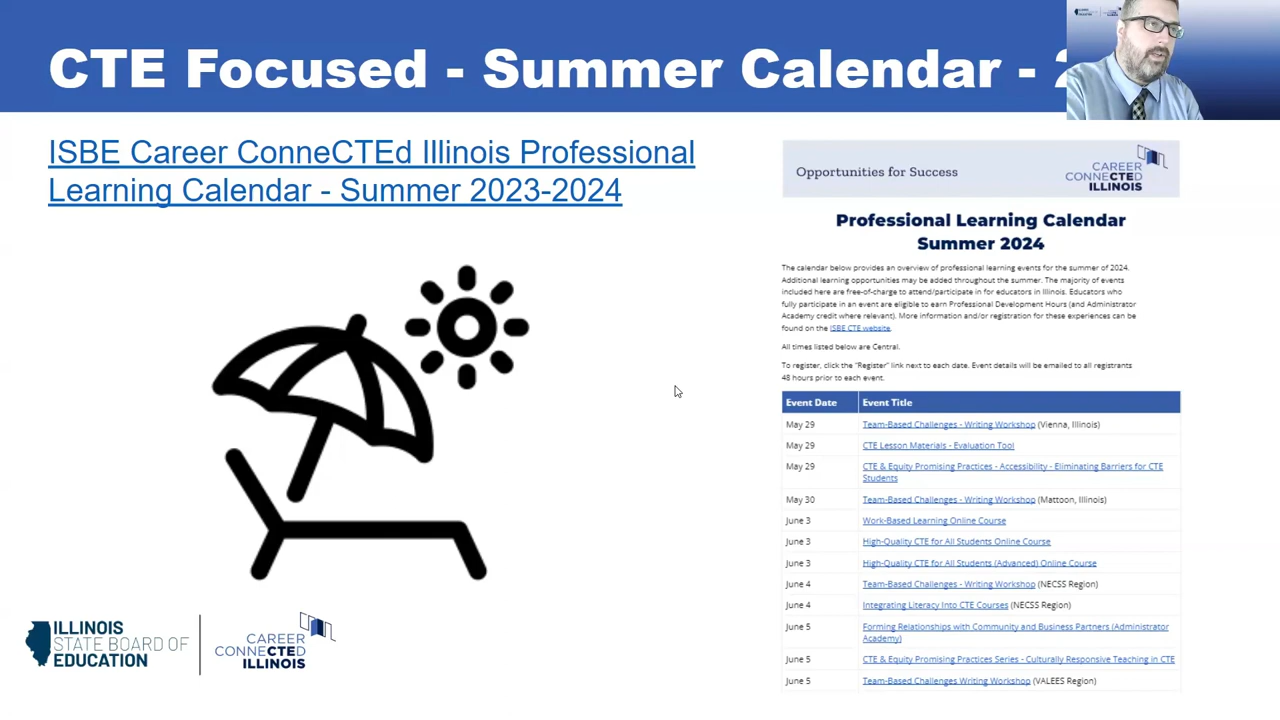 CTE Focused - Summer Calendar -
ISBE Career ConneCTEd Illinois Professional
Learning Calendar - Summer 2023-2024
Opportunities for Success
CAREER
CONNECTED
ILLINOIS
Professional Learning Calendar
Summer 2024
The calendar below provides an overview of professional learning events for the summer of 2024.
Additional learning opportunities may be added throughout the summer. The majority of events
included here are free-of-charge to attend/participate in for educators in Illinois. Educators who
fully participate in an event are eligible to earn Professional Development Hours (and Administrator
Academy credit where relevant). More information and/or registration for these experiences can be
found on the ISBE CTE website.
All times listed below are Central.
To register, click the "Register" link next to each date. Event details will be emailed to all registrants
48 hours prior to each event.
Event Date Event Title
May 29 Team-Based Challenges - Writing Workshop (Vienna, Illinois)
May 29 CTE Lesson Materials - Evaluation Tool
May 29 CTE & Equity Promising Practices - Accessibility - Eliminating Barriers for CTE
Students
May 30 Team-Based Challenges - Writing Workshop (Mattoon, Illinois)
June 3 Work-Based Learning Online Course
June 3 High-Quality CTE for All Students Online Course
June 3 High-Quality CTE for All Students (Advanced) Online Course
June 4 Team-Based Challenges - Writing Workshop (NECSS Region)
June 4 Integrating Literacy Into CTE Courses (NECSS Region)
June 5 Forming Relationships with Community and Business Partners (Administrator
Academy)
June 5 CTE & Equity Promising Practices Series - Culturally Responsive Teaching in CTE
June 5 Team-Based Challenges Writing Workshop (VALEES Region)
ILLINOIS
STATE BOARD OF
EDUCATION
CAREER
CONNECTED
ILLINOIS